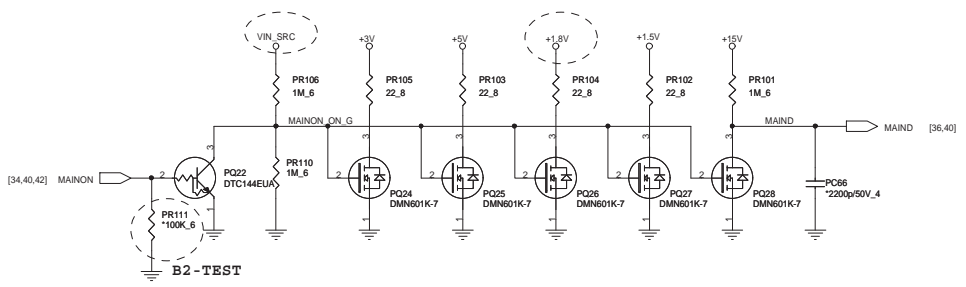 VIN_SRC +3V +5V +1.8V +1.5V +15V
PR106 PR105 PR103 PR104 PR102 PR101
1M_6 22_8 22_8 22_8 22_8 1M_6
MAINON_ON_G MAIND MAIND [36,40]
3 3 3 3 3 3
PQ22
DTC144EUA
PR110
1M_6
[34,40,42] MAINON 2 2 2 2 2 2
PQ24 PQ25 PQ26 PQ27 PQ28
DMN601K-7 DMN601K-7 DMN601K-7 DMN601K-7 DMN601K-7
PC66
*2200p/50V_4
1 1 1 1 1 1
PR111
*100K_6
B2-TEST